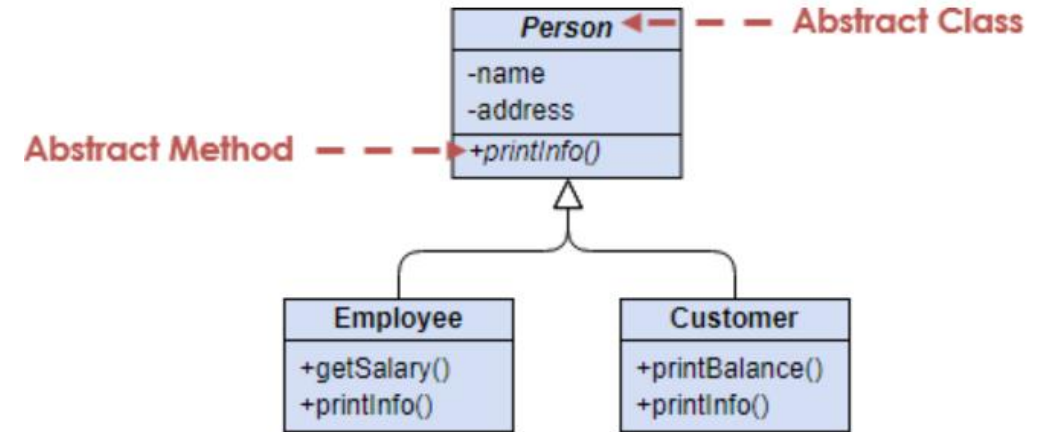 Person
Abstract Class
-name
-address
Abstract Method
+printInfo()
Employee
+getSalary()
+printInfo()
Customer
+printBalance()
+printInfo()